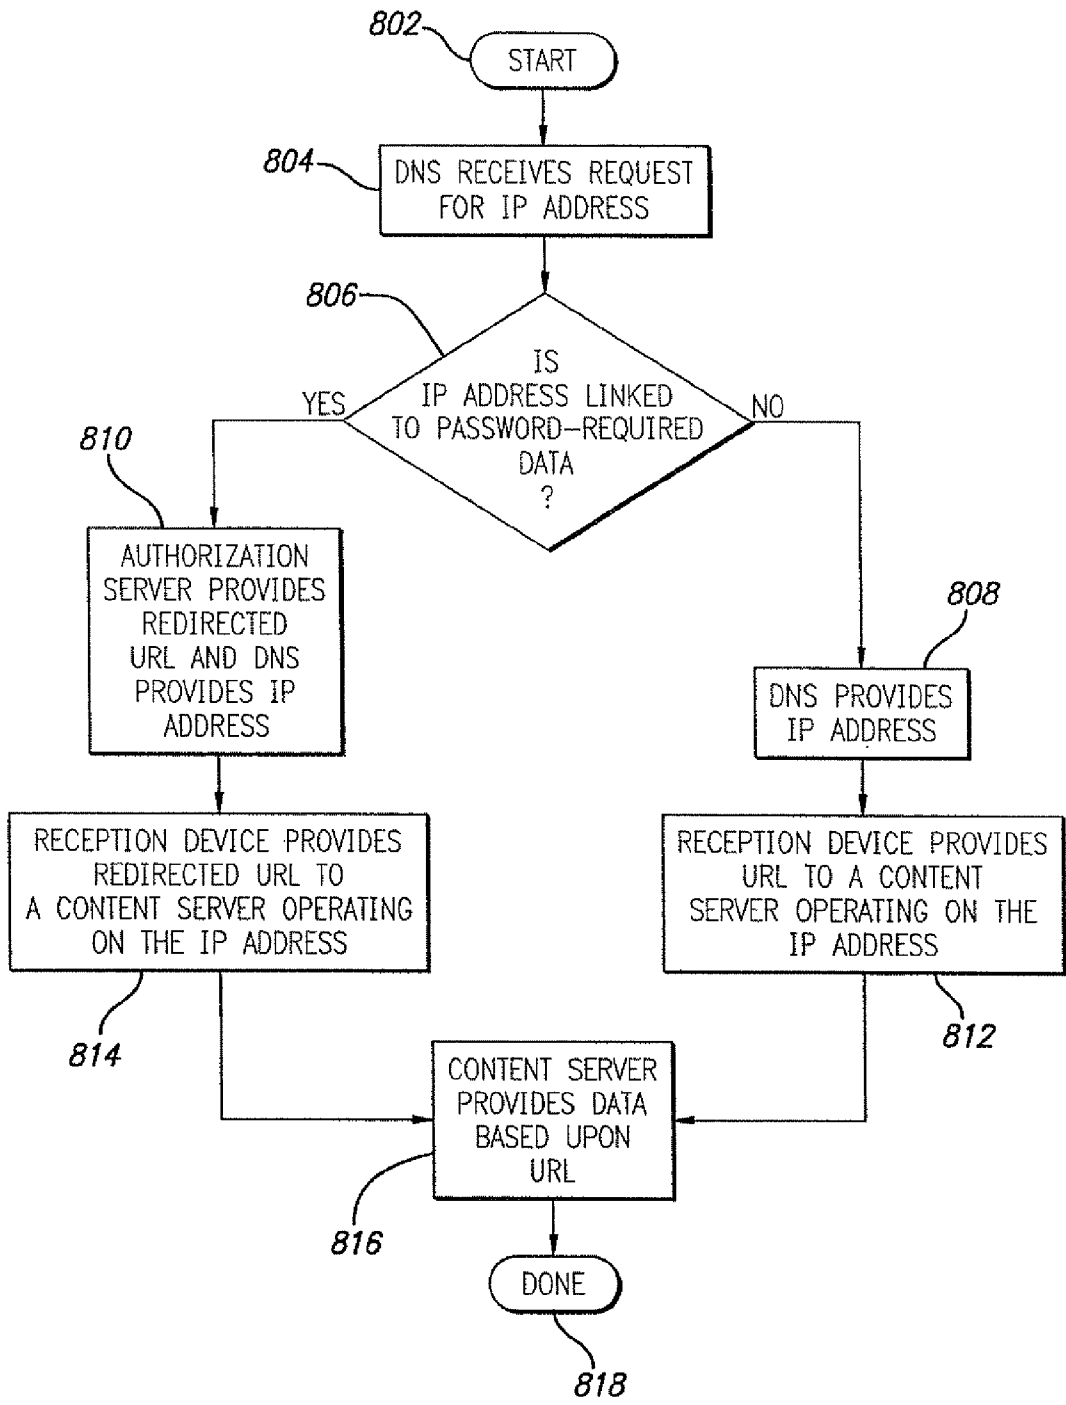 802
START
804
DNS RECEIVES REQUEST
FOR IP ADDRESS
806
IS
IP ADDRESS LINKED
TO PASSWORD-REQUIRED
DATA
?
YES
NO
810
AUTHORIZATION
SERVER PROVIDES
REDIRECTED
URL AND DNS
PROVIDES IP
ADDRESS
808
DNS PROVIDES
IP ADDRESS
RECEPTION DEVICE PROVIDES
REDIRECTED URL TO
A CONTENT SERVER OPERATING
ON THE IP ADDRESS
814
RECEPTION DEVICE PROVIDES
URL TO A CONTENT
SERVER OPERATING ON THE
IP ADDRESS
812
CONTENT SERVER
PROVIDES DATA
BASED UPON
URL
816
DONE
818